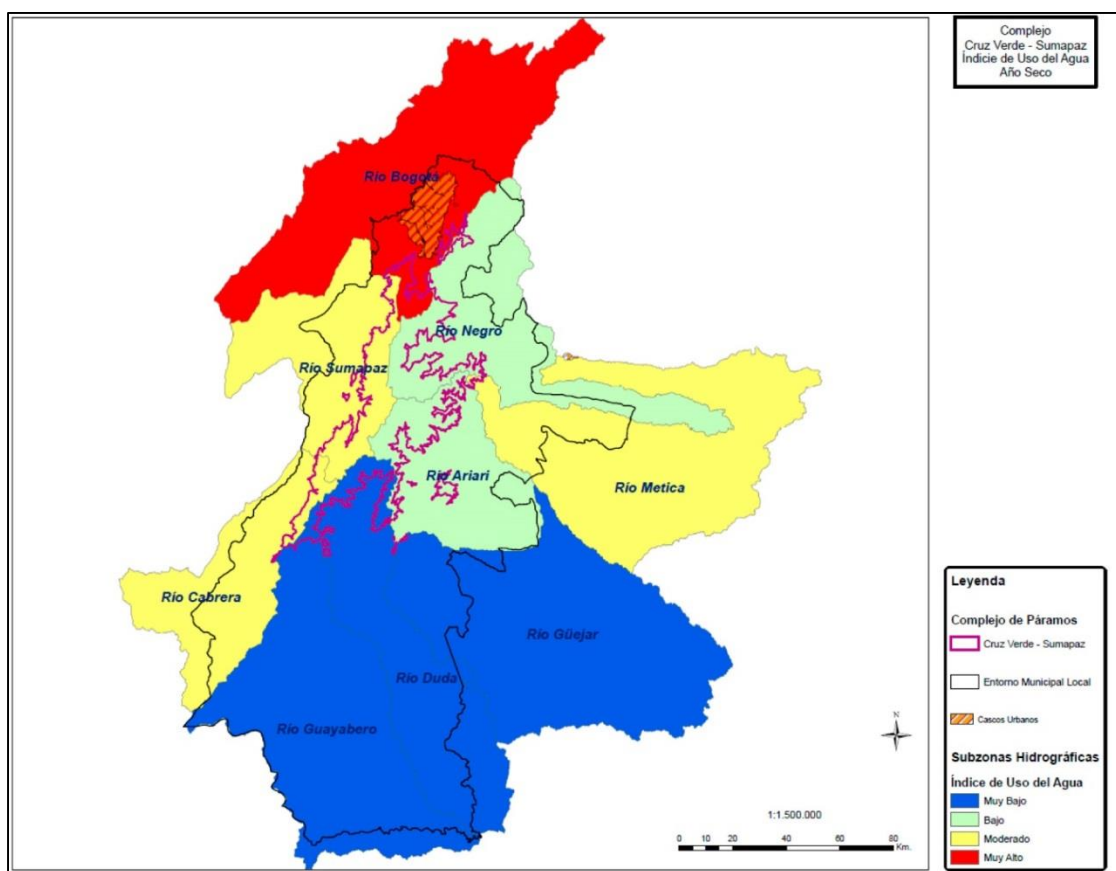 Complejo
Cruz Verde - Sumapaz
Índicie de Uso del Agua
Año Seco
Río Bogotá
Río Negro
Río Sumapaz
Río Ariari
Río Metica
Río Cabrera
Río Güejar
Río Duda
Río Guayabero
N
1:1.500.000
0 10 20 40 60 80
Km.
Leyenda
Complejo de Páramos
Cruz Verde - Sumapaz
Entorno Municipal Local
Cascos Urbanos
Subzonas Hidrográficas
Índice de Uso del Agua
Muy Bajo
Bajo
Moderado
Muy Alto